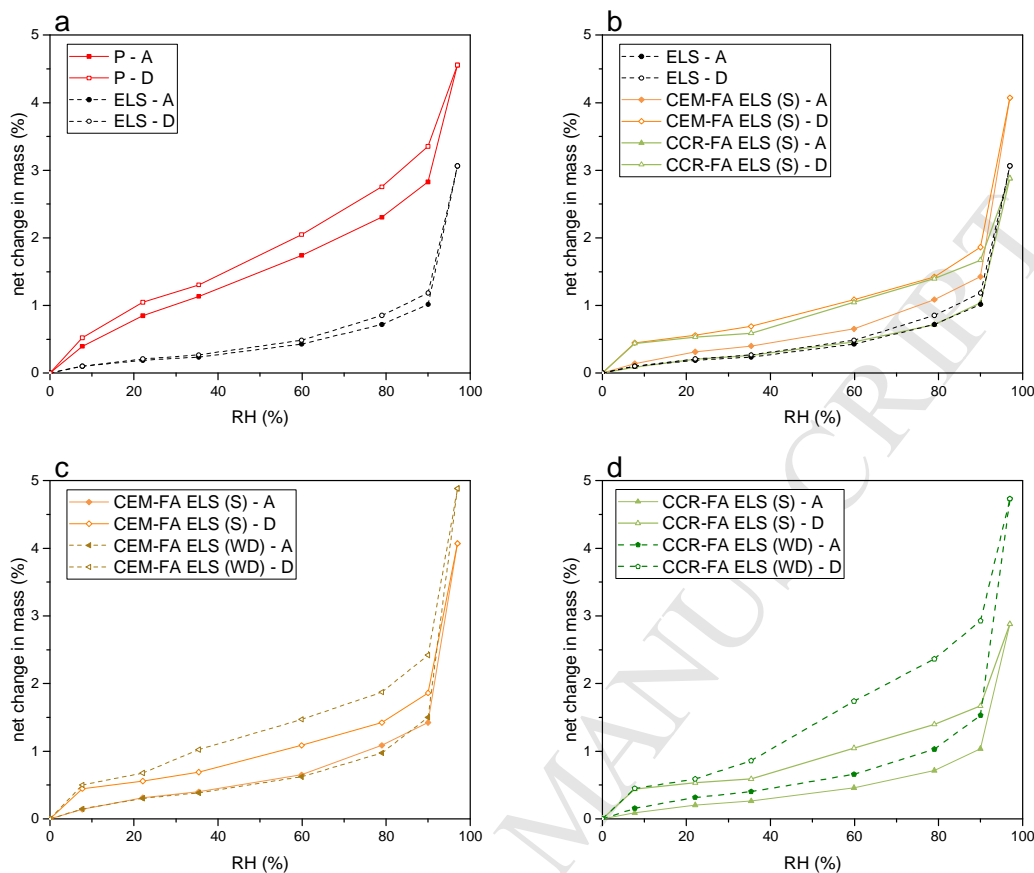 a
P - A
P - D
ELS - A
ELS - D
5
4
3
2
1
0
0 20 40 60 80 100
net change in mass (%)
RH (%)
b
ELS - A
ELS - D
CEM-FA ELS (S) - A
CEM-FA ELS (S) - D
CCR-FA ELS (S) - A
CCR-FA ELS (S) - D
5
4
3
2
1
0
0 20 40 60 80 100
net change in mass (%)
RH (%)
c
CEM-FA ELS (S) - A
CEM-FA ELS (S) - D
CEM-FA ELS (WD) - A
CEM-FA ELS (WD) - D
5
4
3
2
1
0
0 20 40 60 80 100
net change in mass (%)
RH (%)
d
CCR-FA ELS (S) - A
CCR-FA ELS (S) - D
CCR-FA ELS (WD) - A
CCR-FA ELS (WD) - D
5
4
3
2
1
0
0 20 40 60 80 100
net change in mass (%)
RH (%)
MANUSCRIPT